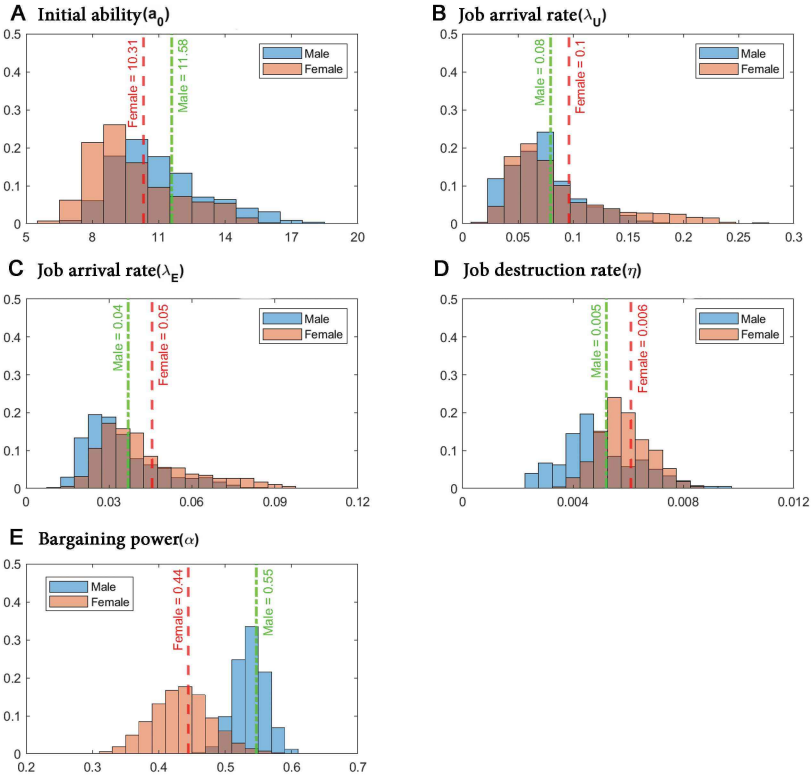 A Initial ability(a0)
0.5
0.4
0.3
0.2
0.1
0
5 8 11 14 17 20
Female = 10.31
Male = 11.58
Male
Female
B Job arrival rate(λU)
0.5
0.4
0.3
0.2
0.1
0
0 0.05 0.1 0.15 0.2 0.25 0.3
Male = 0.08
Female = 0.1
Male
Female
C Job arrival rate(λE)
0.5
0.4
0.3
0.2
0.1
0
0 0.03 0.06 0.09 0.12
Male = 0.04
Female = 0.05
Male
Female
D Job destruction rate(η)
0.5
0.4
0.3
0.2
0.1
0
0 0.004 0.008 0.012
Male = 0.005
Female = 0.006
Male
Female
E Bargaining power(α)
0.5
0.4
0.3
0.2
0.1
0
0.2 0.3 0.4 0.5 0.6 0.7
Female = 0.44
Male = 0.55
Male
Female